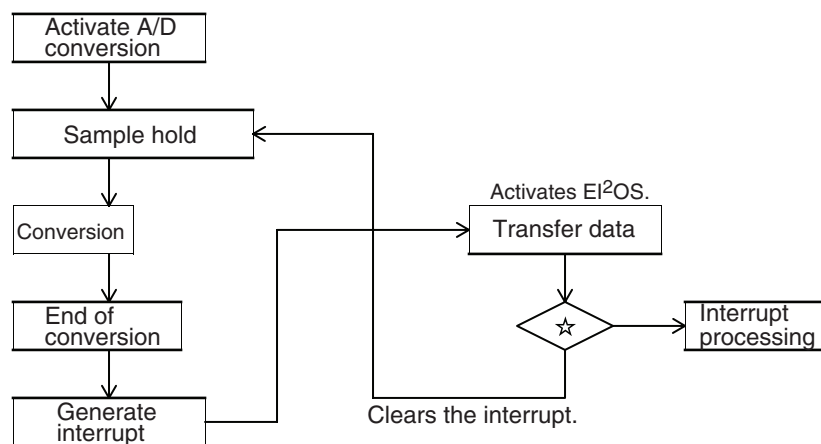 Activate A/D
conversion
Sample hold
Activates EI²OS.
Conversion
Transfer data
End of
conversion
☆
Interrupt
processing
Generate
interrupt
Clears the interrupt.